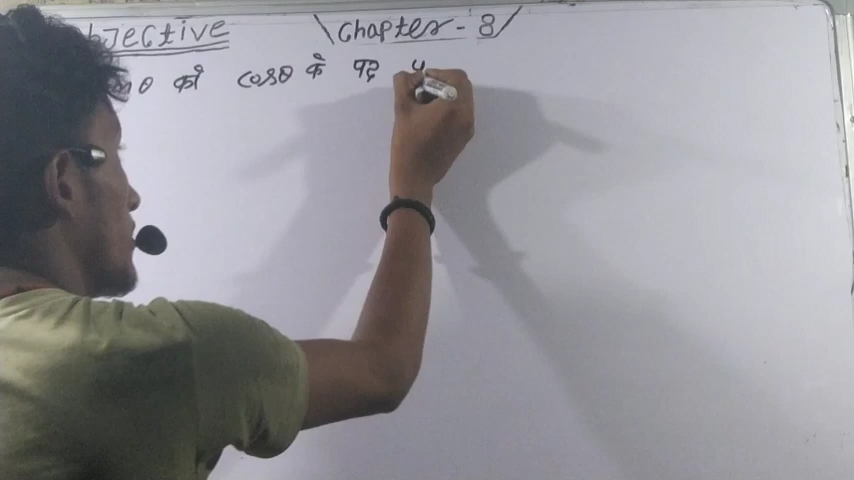 bJective Chapter - 8
θ को cosθ के पद